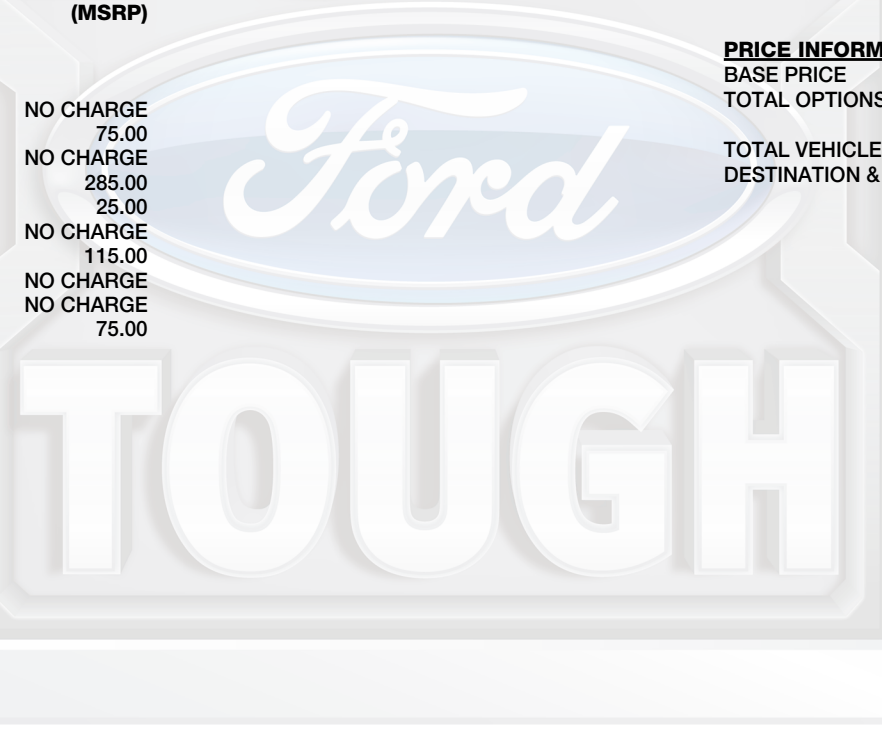 (MSRP)
NO CHARGE
75.00
NO CHARGE
285.00
25.00
NO CHARGE
115.00
NO CHARGE
NO CHARGE
75.00
PRICE INFORM
BASE PRICE
TOTAL OPTIONS
TOTAL VEHICLE
DESTINATION &
Ford
TOUGH